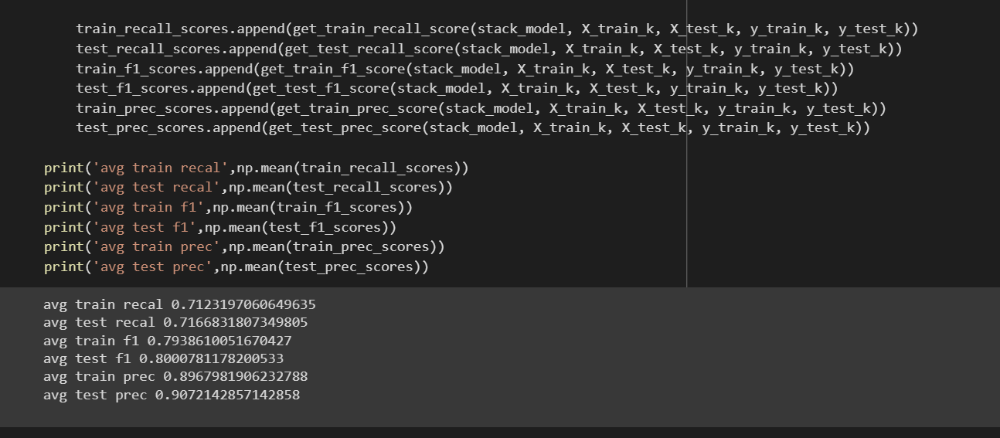 train_recall_scores.append(get_train_recall_score(stack_model, X_train_k, X_test_k, y_train_k, y_test_k))
test_recall_scores.append(get_test_recall_score(stack_model, X_train_k, X_test_k, y_train_k, y_test_k))
train_f1_scores.append(get_train_f1_score(stack_model, X_train_k, X_test_k, y_train_k, y_test_k))
test_f1_scores.append(get_test_f1_score(stack_model, X_train_k, X_test_k, y_train_k, y_test_k))
train_prec_scores.append(get_train_prec_score(stack_model, X_train_k, X_test_k, y_train_k, y_test_k))
test_prec_scores.append(get_test_prec_score(stack_model, X_train_k, X_test_k, y_train_k, y_test_k))
print('avg train recal',np.mean(train_recall_scores))
print('avg test recal',np.mean(test_recall_scores))
print('avg train f1',np.mean(train_f1_scores))
print('avg test f1',np.mean(test_f1_scores))
print('avg train prec',np.mean(train_prec_scores))
print('avg test prec',np.mean(test_prec_scores))
avg train recal 0.7123197060649635
avg test recal 0.7166831807349805
avg train f1 0.7938610051670427
avg test f1 0.8000781178200533
avg train prec 0.8967981906232788
avg test prec 0.9072142857142858